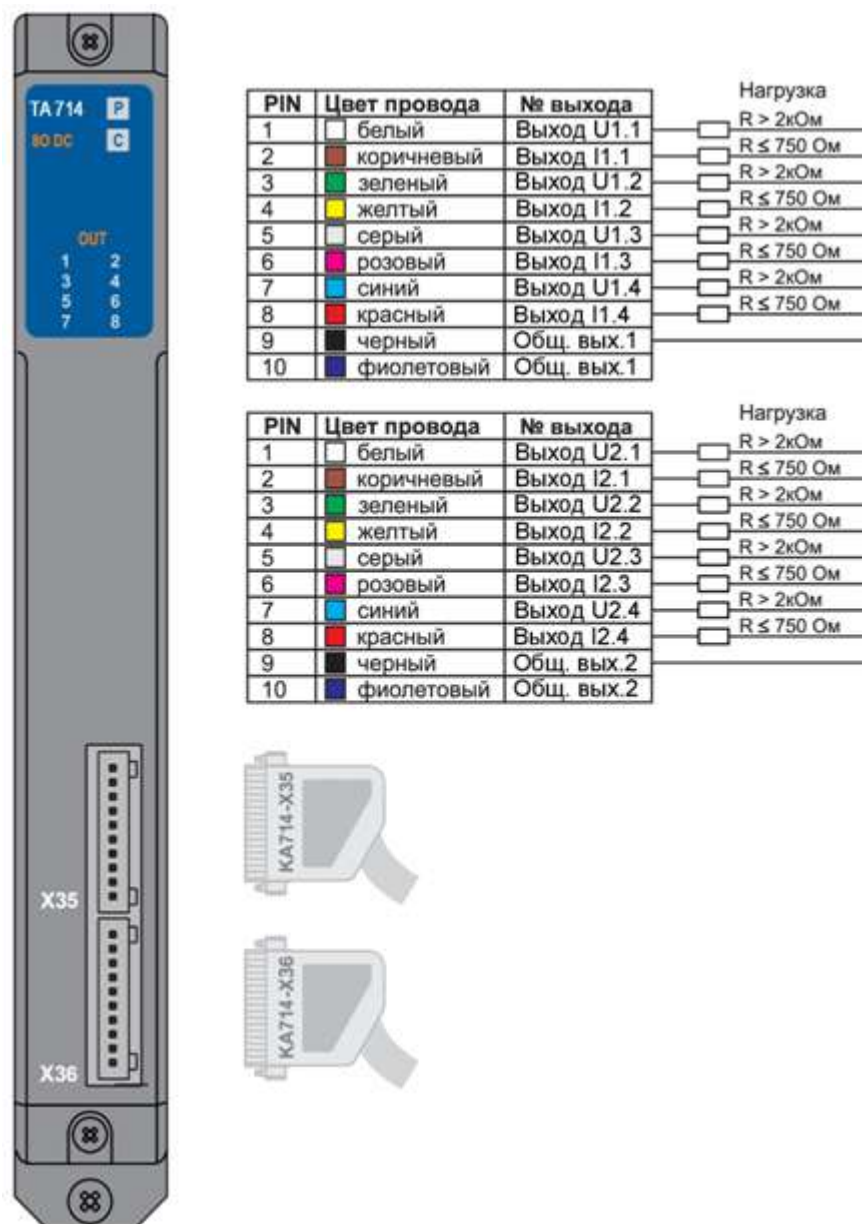 TA 714 P
8O DC C
OUT
1 2
3 4
5 6
7 8
X35
X36
Нагрузка
PIN Цвет провода № выхода
1 белый Выход U1.1 R > 2кОм
2 коричневый Выход I1.1 R ≤ 750 Ом
3 зеленый Выход U1.2 R > 2кОм
4 желтый Выход I1.2 R ≤ 750 Ом
5 серый Выход U1.3 R > 2кОм
6 розовый Выход I1.3 R ≤ 750 Ом
7 синий Выход U1.4 R > 2кОм
8 красный Выход I1.4 R ≤ 750 Ом
9 черный Общ. вых.1
10 фиолетовый Общ. вых.1
Нагрузка
PIN Цвет провода № выхода
1 белый Выход U2.1 R > 2кОм
2 коричневый Выход I2.1 R ≤ 750 Ом
3 зеленый Выход U2.2 R > 2кОм
4 желтый Выход I2.2 R ≤ 750 Ом
5 серый Выход U2.3 R > 2кОм
6 розовый Выход I2.3 R ≤ 750 Ом
7 синий Выход U2.4 R > 2кОм
8 красный Выход I2.4 R ≤ 750 Ом
9 черный Общ. вых.2
10 фиолетовый Общ. вых.2
KA714-X35
KA714-X36